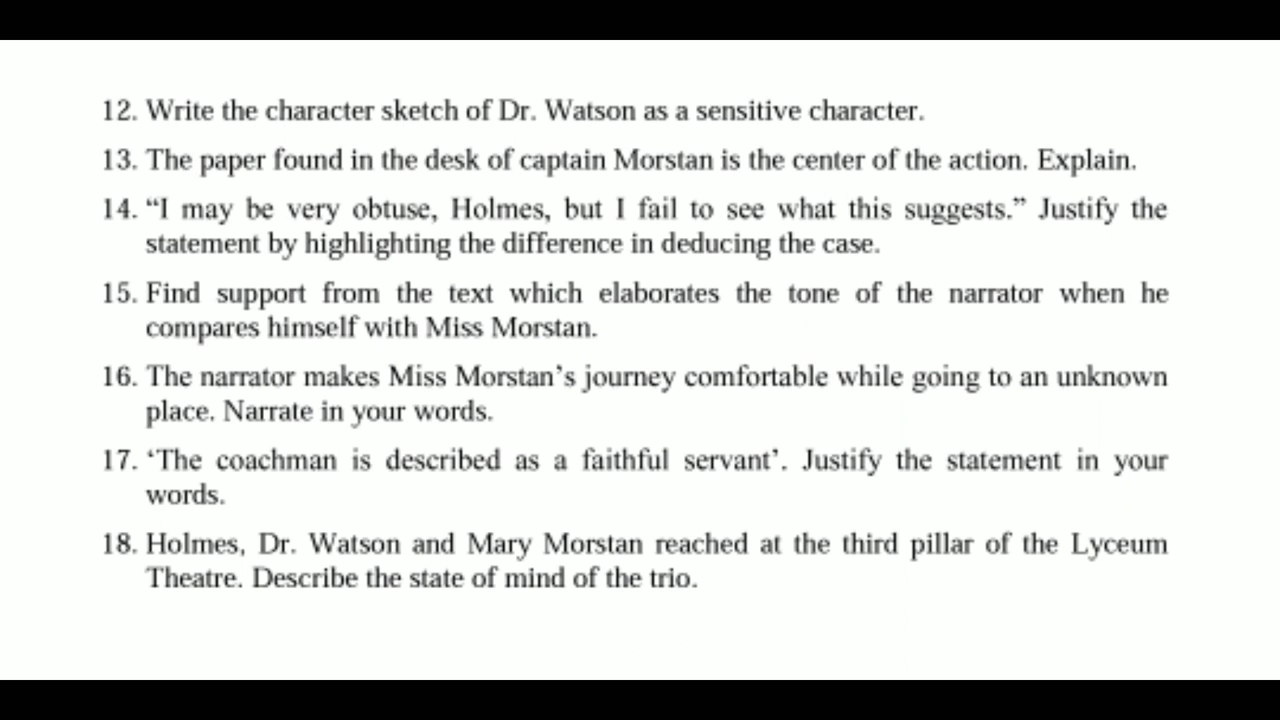 12. Write the character sketch of Dr. Watson as a sensitive character.
13. The paper found in the desk of captain Morstan is the center of the action. Explain.
14. “I may be very obtuse, Holmes, but I fail to see what this suggests.” Justify the
statement by highlighting the difference in deducing the case.
15. Find support from the text which elaborates the tone of the narrator when he
compares himself with Miss Morstan.
16. The narrator makes Miss Morstan’s journey comfortable while going to an unknown
place. Narrate in your words.
17. ‘The coachman is described as a faithful servant’. Justify the statement in your
words.
18. Holmes, Dr. Watson and Mary Morstan reached at the third pillar of the Lyceum
Theatre. Describe the state of mind of the trio.